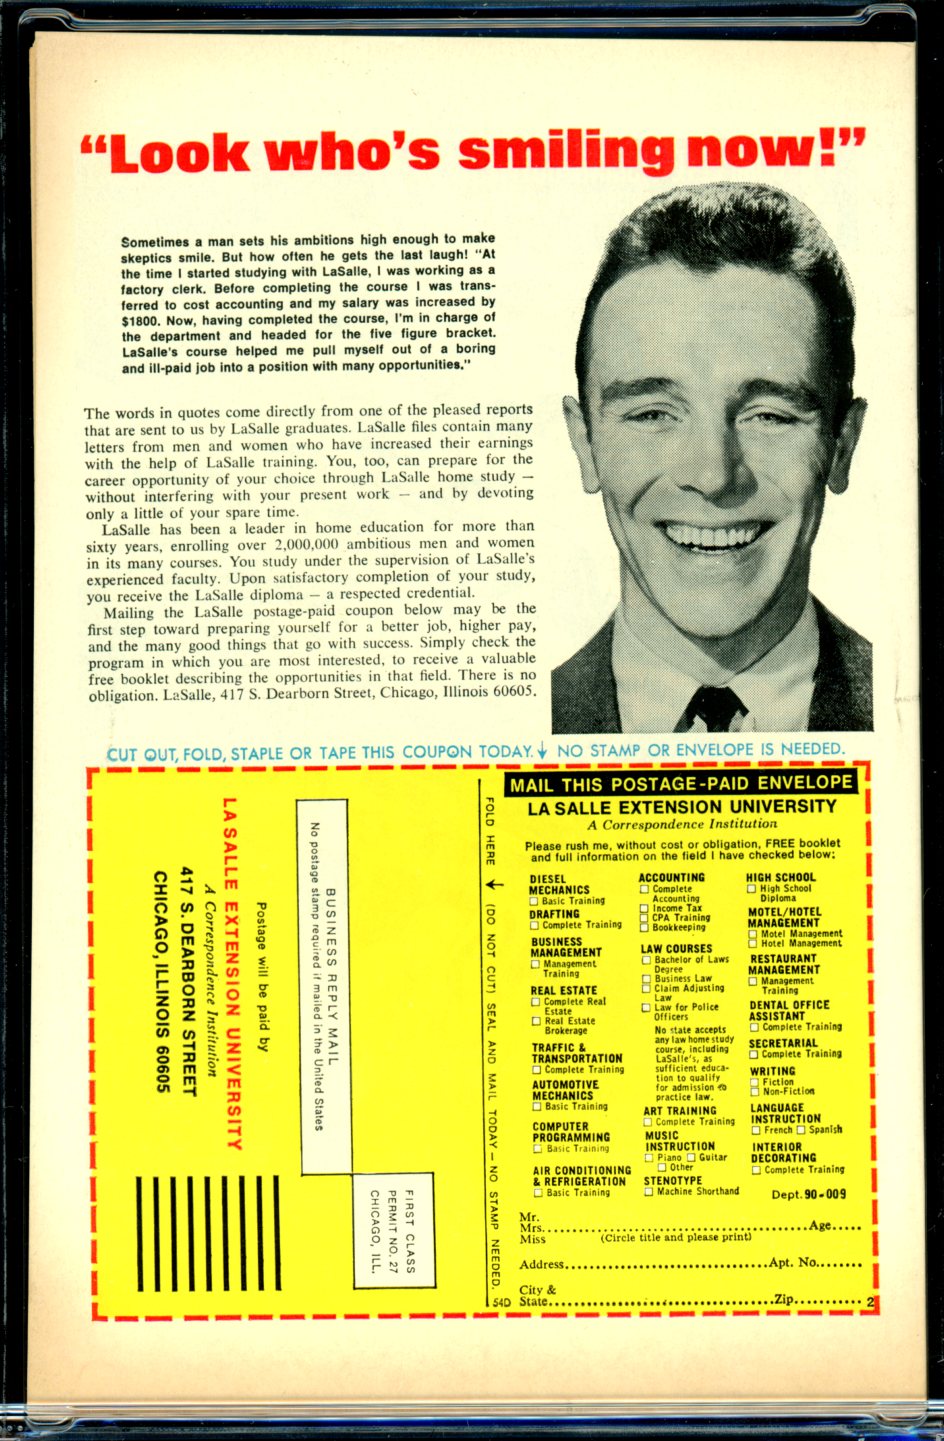 “Look who’s smiling now!”
Sometimes a man sets his ambitions high enough to make
skeptics smile. But how often he gets the last laugh! “At
the time I started studying with LaSalle, I was working as a
factory clerk. Before completing the course I was trans-
ferred to cost accounting and my salary was increased by
$1800. Now, having completed the course, I’m in charge of
the department and headed for the five figure bracket.
LaSalle’s course helped me pull myself out of a boring
and ill-paid job into a position with many opportunities.”
The words in quotes come directly from one of the pleased reports
that are sent to us by LaSalle graduates. LaSalle files contain many
letters from men and women who have increased their earnings
with the help of LaSalle training. You, too, can prepare for the
career opportunity of your choice through LaSalle home study —
without interfering with your present work — and by devoting
only a little of your spare time.
LaSalle has been a leader in home education for more than
sixty years, enrolling over 2,000,000 ambitious men and women
in its many courses. You study under the supervision of LaSalle’s
experienced faculty. Upon satisfactory completion of your study,
you receive the LaSalle diploma — a respected credential.
Mailing the LaSalle postage-paid coupon below may be the
first step toward preparing yourself for a better job, higher pay,
and the many good things that go with success. Simply check the
program in which you are most interested, to receive a valuable
free booklet describing the opportunities in that field. There is no
obligation. LaSalle, 417 S. Dearborn Street, Chicago, Illinois 60605.
CUT OUT, FOLD, STAPLE OR TAPE THIS COUPON TODAY. ↓ NO STAMP OR ENVELOPE IS NEEDED.
BUSINESS REPLY MAIL
No postage stamp required if mailed in the United States
FIRST CLASS
PERMIT NO. 27
CHICAGO, ILL.
Postage will be paid by
LA SALLE EXTENSION UNIVERSITY
A Correspondence Institution
417 S. DEARBORN STREET
CHICAGO, ILLINOIS 60605
FOLD HERE ← (DO NOT CUT) SEAL AND MAIL TODAY — NO STAMP NEEDED.
MAIL THIS POSTAGE-PAID ENVELOPE
LA SALLE EXTENSION UNIVERSITY
A Correspondence Institution
Please rush me, without cost or obligation, FREE booklet
and full information on the field I have checked below:
DIESEL
MECHANICS
☐ Basic Training
DRAFTING
☐ Complete Training
BUSINESS
MANAGEMENT
☐ Management
Training
REAL ESTATE
☐ Complete Real
Estate
☐ Real Estate
Brokerage
TRAFFIC &
TRANSPORTATION
☐ Complete Training
AUTOMOTIVE
MECHANICS
☐ Basic Training
COMPUTER
PROGRAMMING
☐ Basic Training
AIR CONDITIONING
& REFRIGERATION
☐ Basic Training
ACCOUNTING
☐ Complete
Accounting
☐ Income Tax
☐ CPA Training
☐ Bookkeeping
LAW COURSES
☐ Bachelor of Laws
Degree
☐ Business Law
☐ Claim Adjusting
Law
☐ Law for Police
Officers
No state accepts
any law home study
course, including
LaSalle’s, as
sufficient educa-
tion to qualify
for admission to
practice law.
ART TRAINING
☐ Complete Training
MUSIC
INSTRUCTION
☐ Piano ☐ Guitar
☐ Other
STENOTYPE
☐ Machine Shorthand
HIGH SCHOOL
☐ High School
Diploma
MOTEL/HOTEL
MANAGEMENT
☐ Motel Management
☐ Hotel Management
RESTAURANT
MANAGEMENT
☐ Management
Training
DENTAL OFFICE
ASSISTANT
☐ Complete Training
SECRETARIAL
☐ Complete Training
WRITING
☐ Fiction
☐ Non-Fiction
LANGUAGE
INSTRUCTION
☐ French ☐ Spanish
INTERIOR
DECORATING
☐ Complete Training
Dept. 90-009
Mr.
Mrs. Age
Miss (Circle title and please print)
Address Apt. No.
City &
State Zip
54D
2